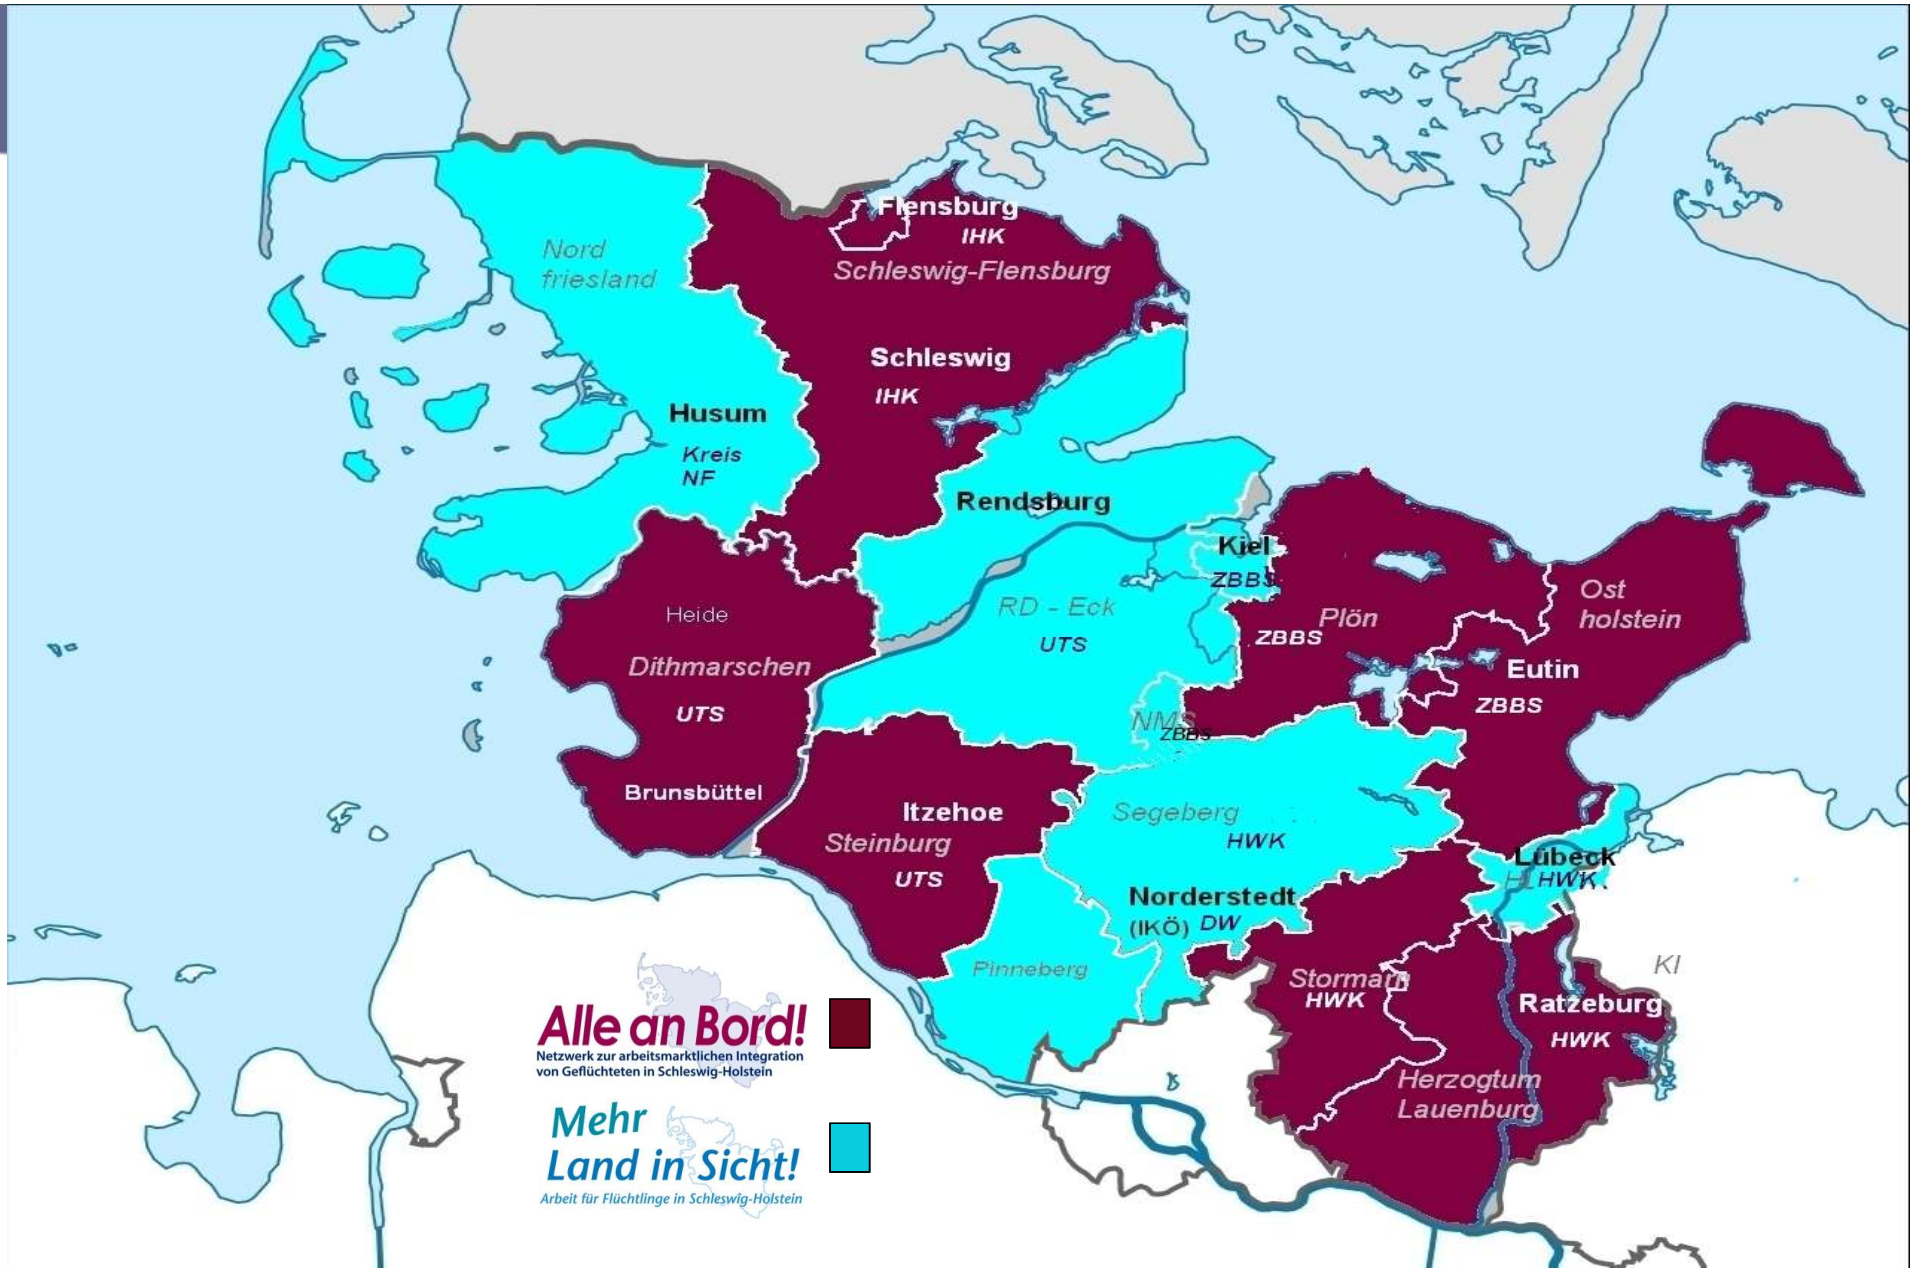 Flensburg
IHK
Nord
friesland
Schleswig-Flensburg
Schleswig
IHK
Husum
Kreis
NF
Rendsburg
Kiel
ZBBS
RD - Eck
UTS
Plön
ZBBS
Ost
holstein
Heide
Dithmarschen
UTS
Eutin
ZBBS
NMS
ZBBS
Brunsbüttel
Itzehoe
Steinburg
UTS
Segeberg
HWK
Lübeck
HL HWK.
Norderstedt
(IKÖ) DW
Pinneberg
Stormarn
HWK
KI
Ratzeburg
HWK
Herzogtum
Lauenburg
Alle an Bord!
Netzwerk zur arbeitsmarktlichen Integration
von Geflüchteten in Schleswig-Holstein
Mehr
Land in Sicht!
Arbeit für Flüchtlinge in Schleswig-Holstein